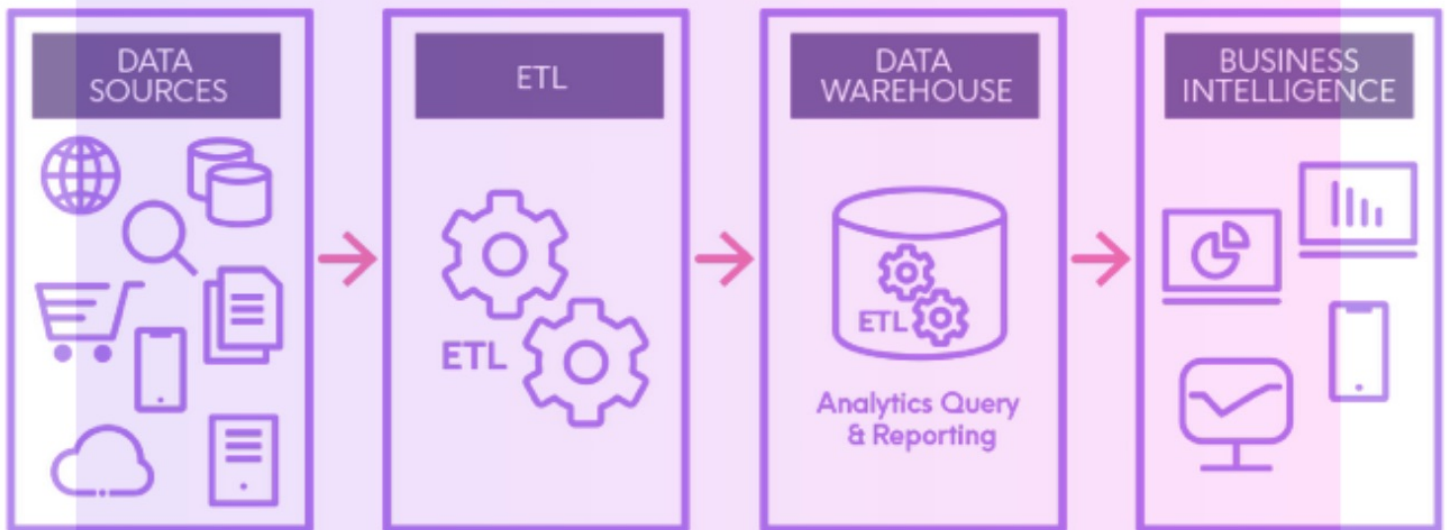 DATA
SOURCES
ETL
ETL
DATA
WAREHOUSE
ETL
Analytics Query
& Reporting
BUSINESS
INTELLIGENCE